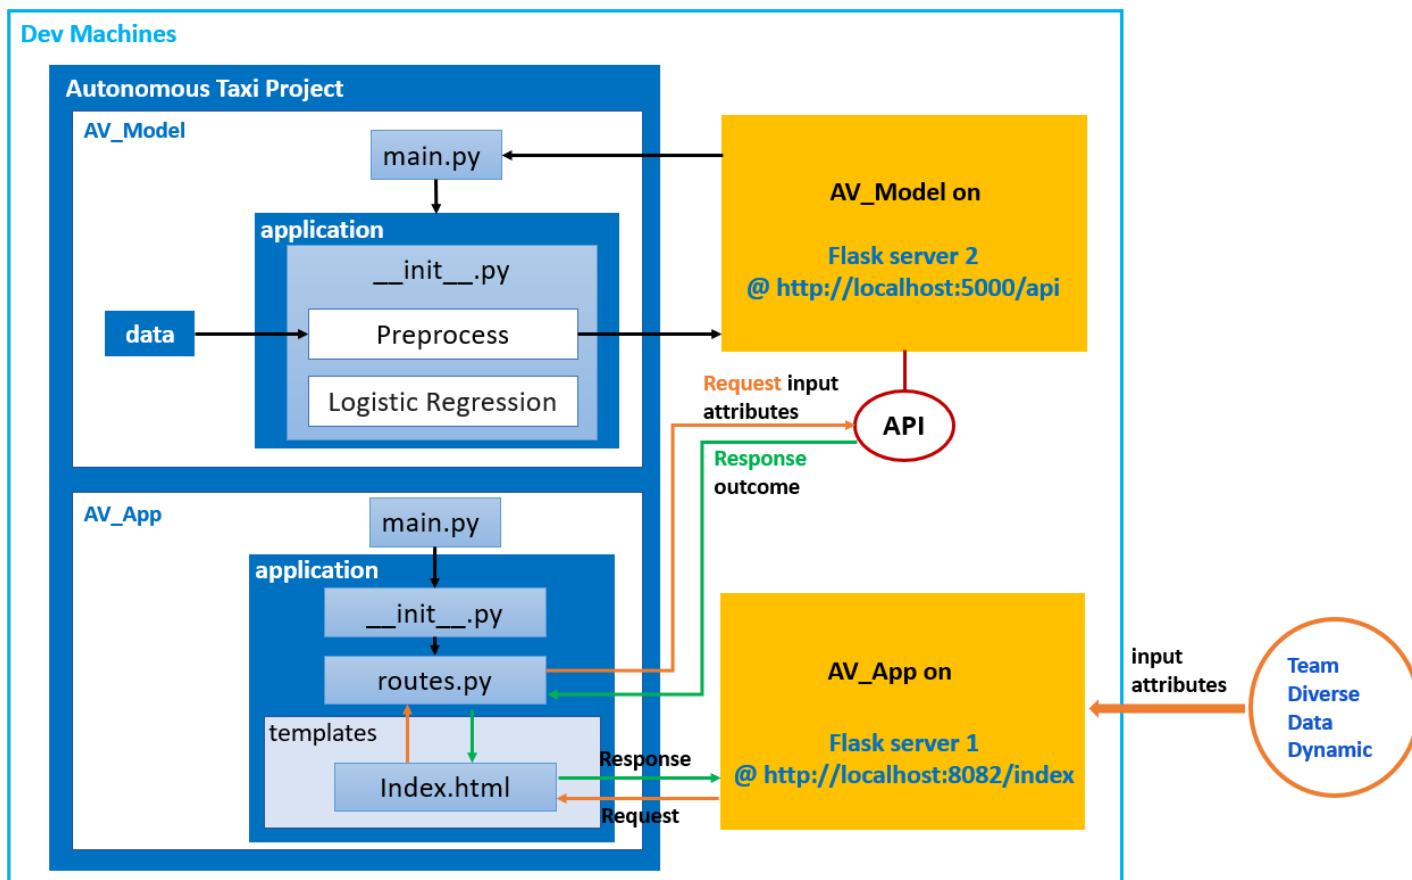 Dev Machines
Autonomous Taxi Project
AV_Model
main.py
application
__init__.py
data
Preprocess
Logistic Regression
AV_Model on
Flask server 2
@ http://localhost:5000/api
Request input
attributes
API
Response
outcome
AV_App
main.py
application
__init__.py
routes.py
templates
Index.html
Response
Request
AV_App on
Flask server 1
@ http://localhost:8082/index
input
attributes
Team
Diverse
Data
Dynamic